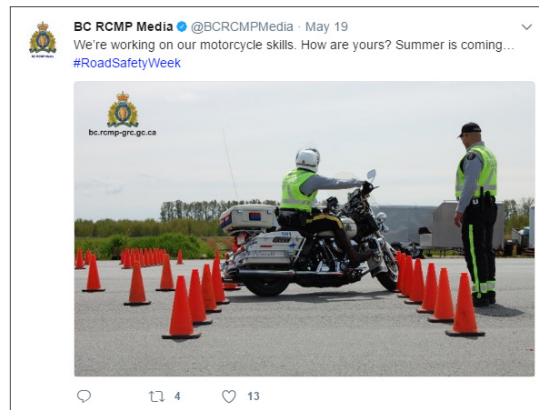 BC RCMP Media @BCRCMPMedia · May 19
We're working on our motorcycle skills. How are yours? Summer is coming…
#RoadSafetyWeek
bc.rcmp-grc.gc.ca
4 13